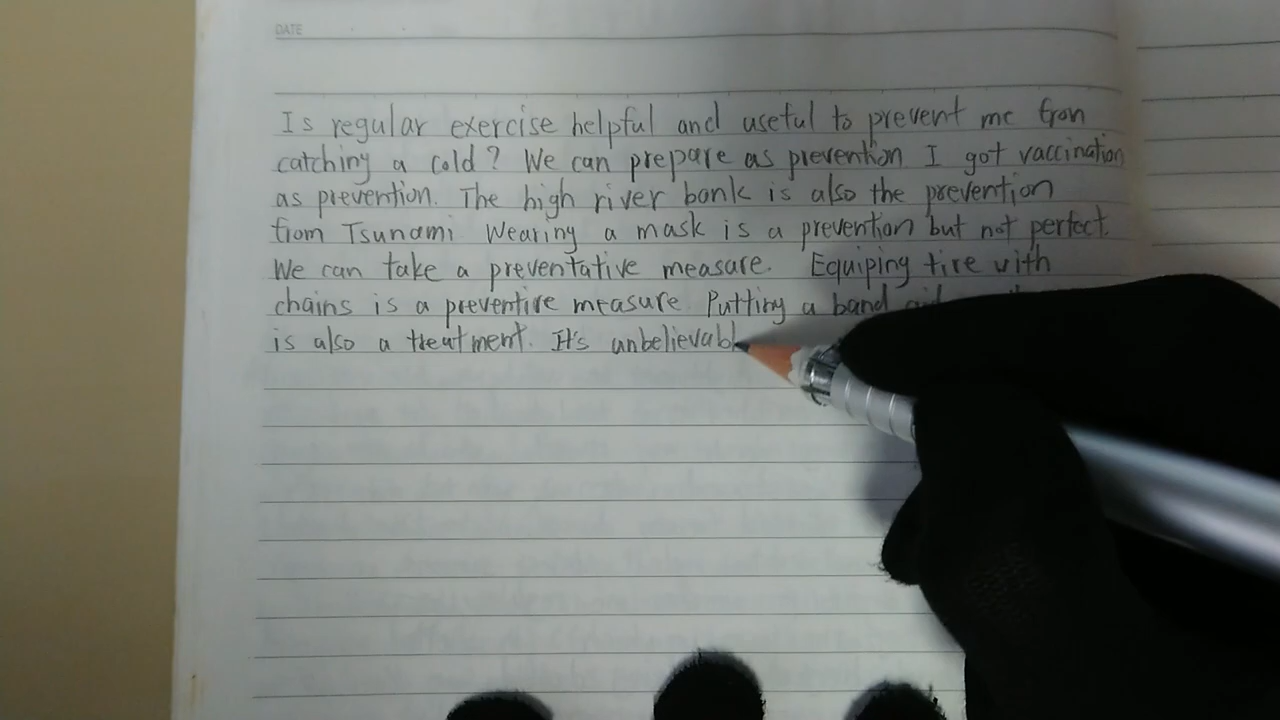 DATE
Is regular exercise helpful and useful to prevent me from
catching a cold? We can prepare as prevention I got vaccination
as prevention. The high river bank is also the prevention
from Tsunami Wearing a mask is a prevention but not perfect.
We can take a preventative measure. Equiping tire with
chains is a preventive measure. Putting a band
is also a treatment. It's unbelievabl